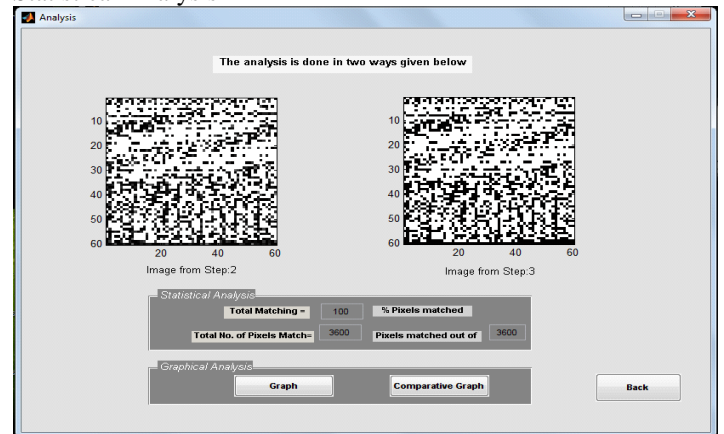 Analysis
The analysis is done in two ways given below
10
20
30
40
50
60
20 40 60
Image from Step:2
10
20
30
40
50
60
20 40 60
Image from Step:3
Statistical Analysis
Total Matching = 100 % Pixels matched
Total No. of Pixels Match= 3600 Pixels matched out of 3600
Graphical Analysis
Graph Comparative Graph
Back